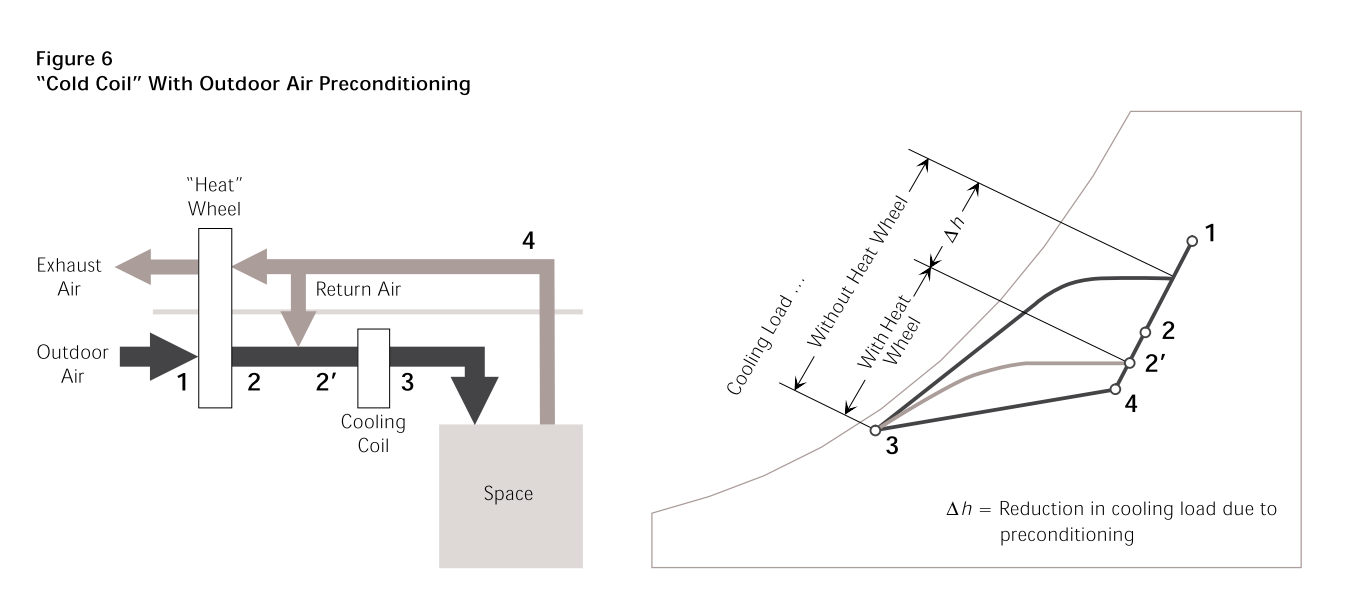 Figure 6
“Cold Coil” With Outdoor Air Preconditioning
“Heat”
Wheel
4
Exhaust
Air
Return Air
Outdoor
Air
1
2
2′
3
Cooling
Coil
Space
Cooling Load ....
Without Heat Wheel
With Heat
Wheel
Δh
1
2
2′
4
3
Δh = Reduction in cooling load due to
preconditioning